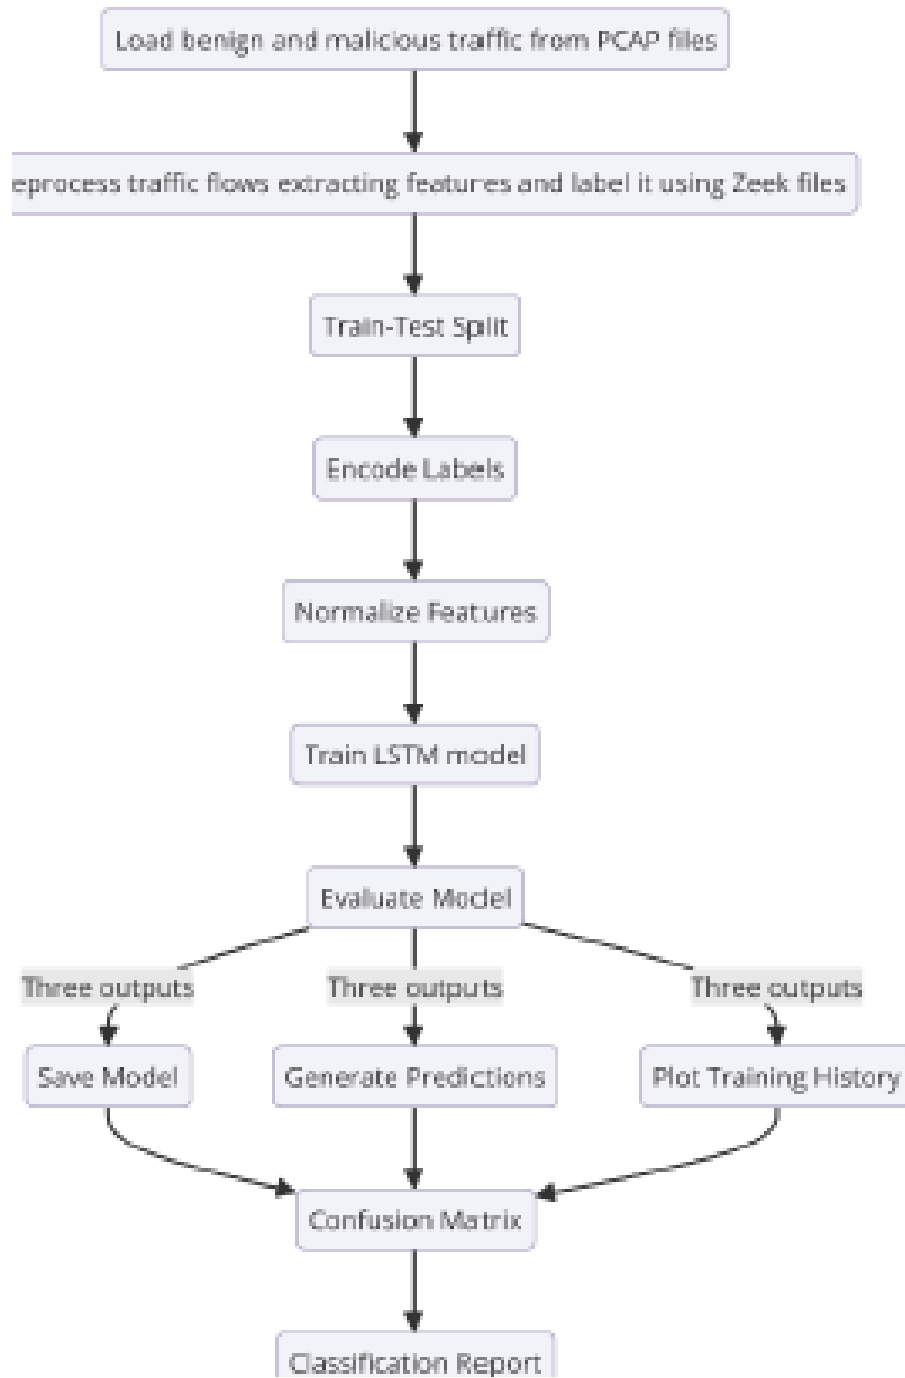 Load benign and malicious traffic from PCAP files
eprocess traffic flows extracting features and label it using Zeek files
Train-Test Split
Encode Labels
Normalize Features
Train LSTM model
Evaluate Model
Three outputs Three outputs Three outputs
Save Model Generate Predictions Plot Training History
Confusion Matrix
Classification Report